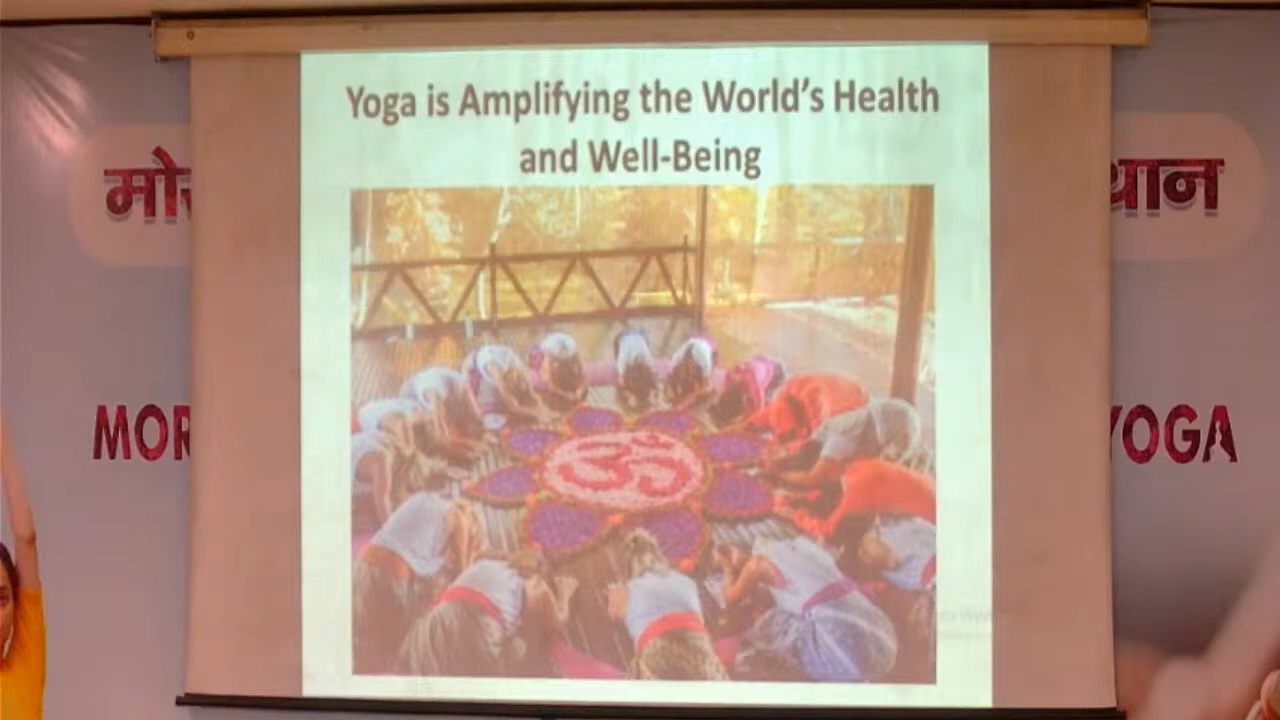 Yoga is Amplifying the World's Health
and Well-Being
ॐ
मो
थान
MOR
YOGA